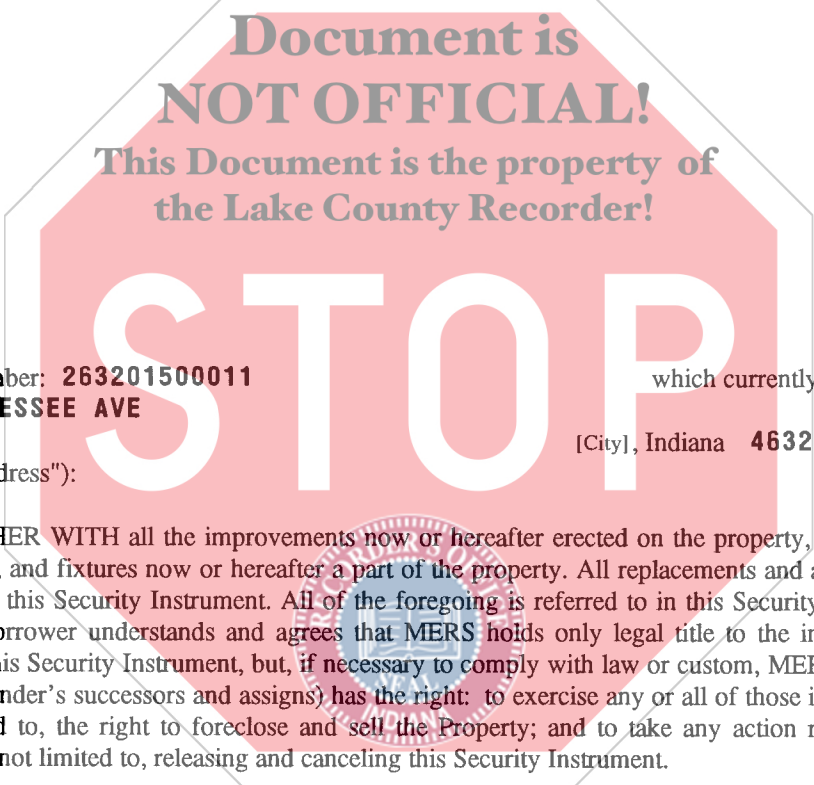 Document is
NOT OFFICIAL!
This Document is the property of
the Lake County Recorder!
STOP
ber: 263201500011 which currently
ESSEE AVE
[City], Indiana 4632
dress"):
HER WITH all the improvements now or hereafter erected on the property,
, and fixtures now or hereafter a part of the property. All replacements and a
this Security Instrument. All of the foregoing is referred to in this Security
orrower understands and agrees that MERS holds only legal title to the in
his Security Instrument, but, if necessary to comply with law or custom, MER
nder's successors and assigns) has the right: to exercise any or all of those i
d to, the right to foreclose and sell the Property; and to take any action r
not limited to, releasing and canceling this Security Instrument.
RECORDER'S OFFICE
SEAL
INDIANA